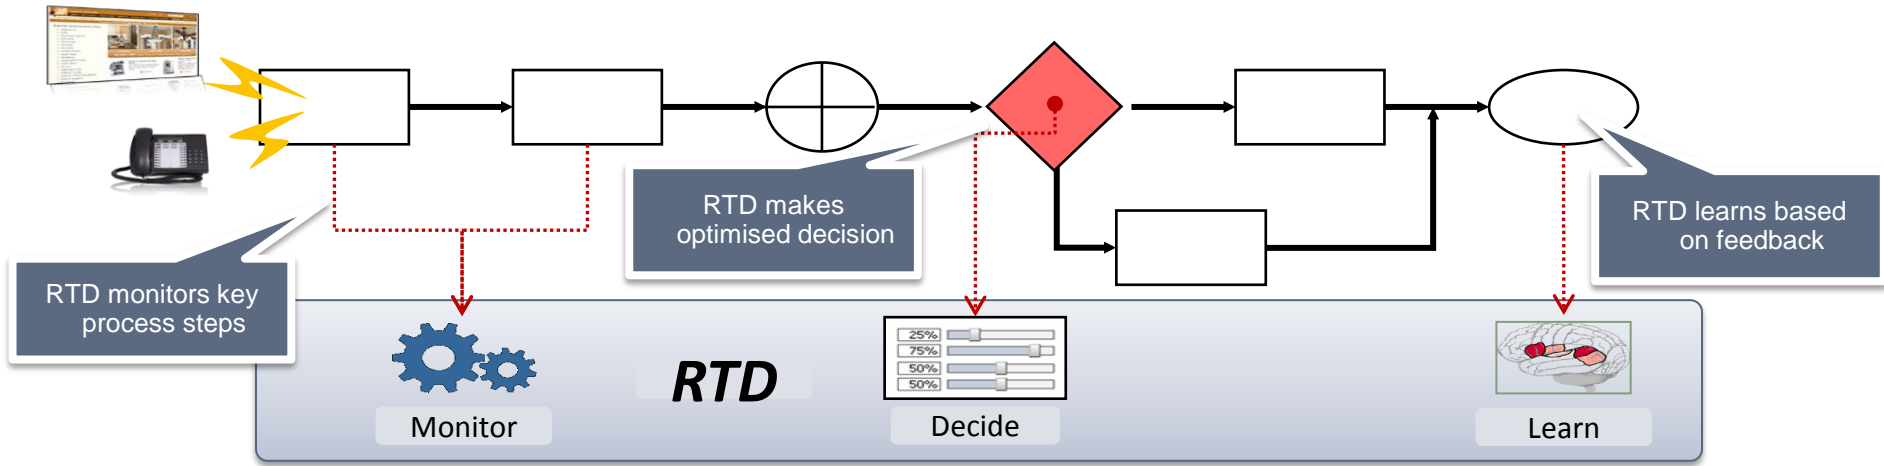 RTD makes
optimised decision
RTD learns based
on feedback
RTD monitors key
process steps
25%
75%
50%
50%
RTD
Monitor
Decide
Learn